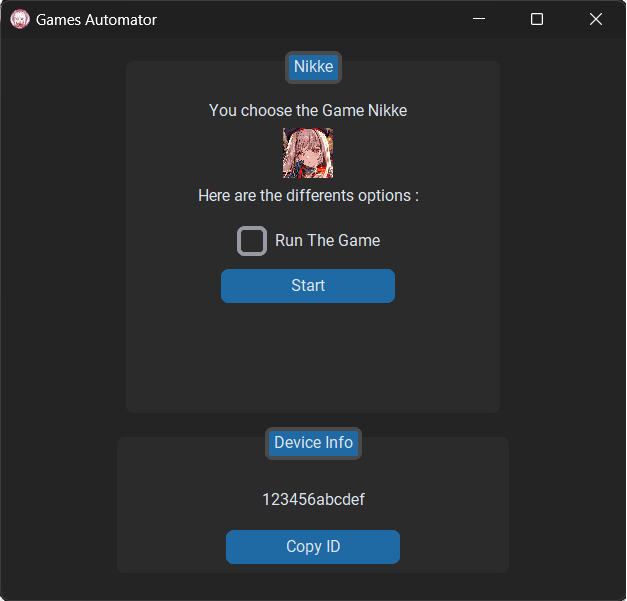 Games Automator
Nikke
You choose the Game Nikke
Here are the differents options :
Run The Game
Start
Device Info
123456abcdef
Copy ID